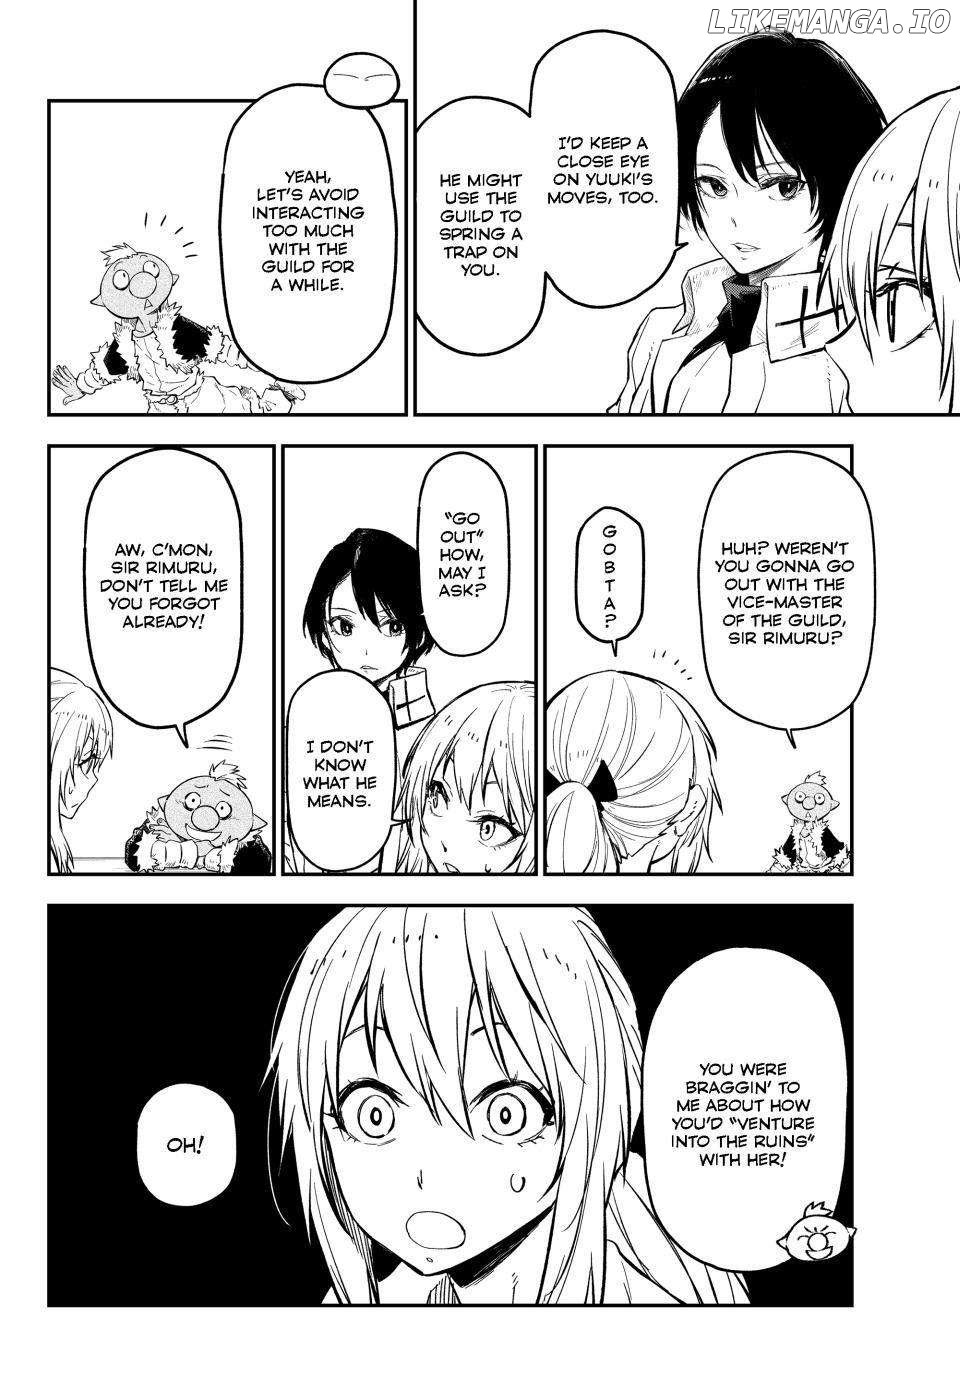 LIKEMANGA.IO
I'D KEEP A
CLOSE EYE
ON YUUKI'S
MOVES, TOO.
HE MIGHT
USE THE
GUILD TO
SPRING A
TRAP ON
YOU.
YEAH,
LET'S AVOID
INTERACTING
TOO MUCH
WITH THE
GUILD FOR
A WHILE.
HUH? WEREN'T
YOU GONNA GO
OUT WITH THE
VICE-MASTER
OF THE GUILD,
SIR RIMURU?
G
O
B
T
A
?
"GO
OUT"
HOW,
MAY I
ASK?
I DON'T
KNOW
WHAT HE
MEANS.
AW, C'MON,
SIR RIMURU,
DON'T TELL ME
YOU FORGOT
ALREADY!
YOU WERE
BRAGGIN' TO
ME ABOUT HOW
YOU'D "VENTURE
INTO THE RUINS"
WITH HER!
OH!